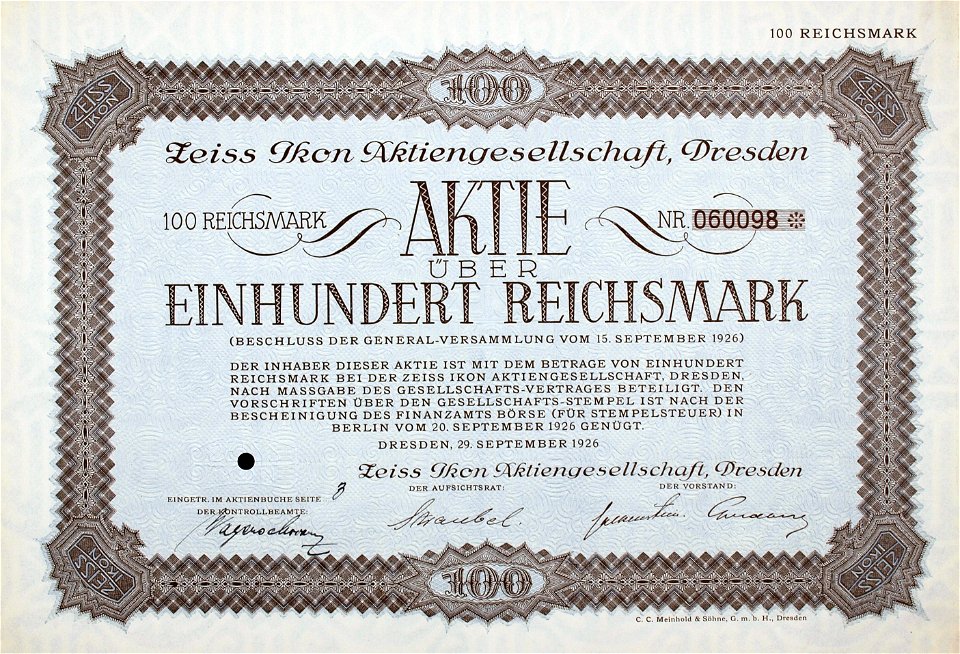 100 REICHSMARK
ZEISS IKON
100
ZEISS IKON
Zeiss Ikon Aktiengesellschaft, Dresden
AKTIE
100 REICHSMARK
NR. 060098 ❊
ÜBER
EINHUNDERT REICHSMARK
(BESCHLUSS DER GENERAL-VERSAMMLUNG VOM 15. SEPTEMBER 1926)
DER INHABER DIESER AKTIE IST MIT DEM BETRAGE VON EINHUNDERT
REICHSMARK BEI DER ZEISS IKON AKTIENGESELLSCHAFT, DRESDEN,
NACH MASSGABE DES GESELLSCHAFTS-VERTRAGES BETEILIGT. DEN
VORSCHRIFTEN ÜBER DEN GESELLSCHAFTS-STEMPEL IST NACH DER
BESCHEINIGUNG DES FINANZAMTS BÖRSE (FÜR STEMPELSTEUER) IN
BERLIN VOM 20. SEPTEMBER 1926 GENÜGT.
DRESDEN, 29. SEPTEMBER 1926
Zeiss Ikon Aktiengesellschaft, Dresden
DER AUFSICHTSRAT:
DER VORSTAND:
EINGETR. IM AKTIENBUCHE SEITE 3
DER KONTROLLBEAMTE:
Straubel.
ZEISS IKON
100
ZEISS IKON
C. C. Meinhold & Söhne, G. m. b. H., Dresden